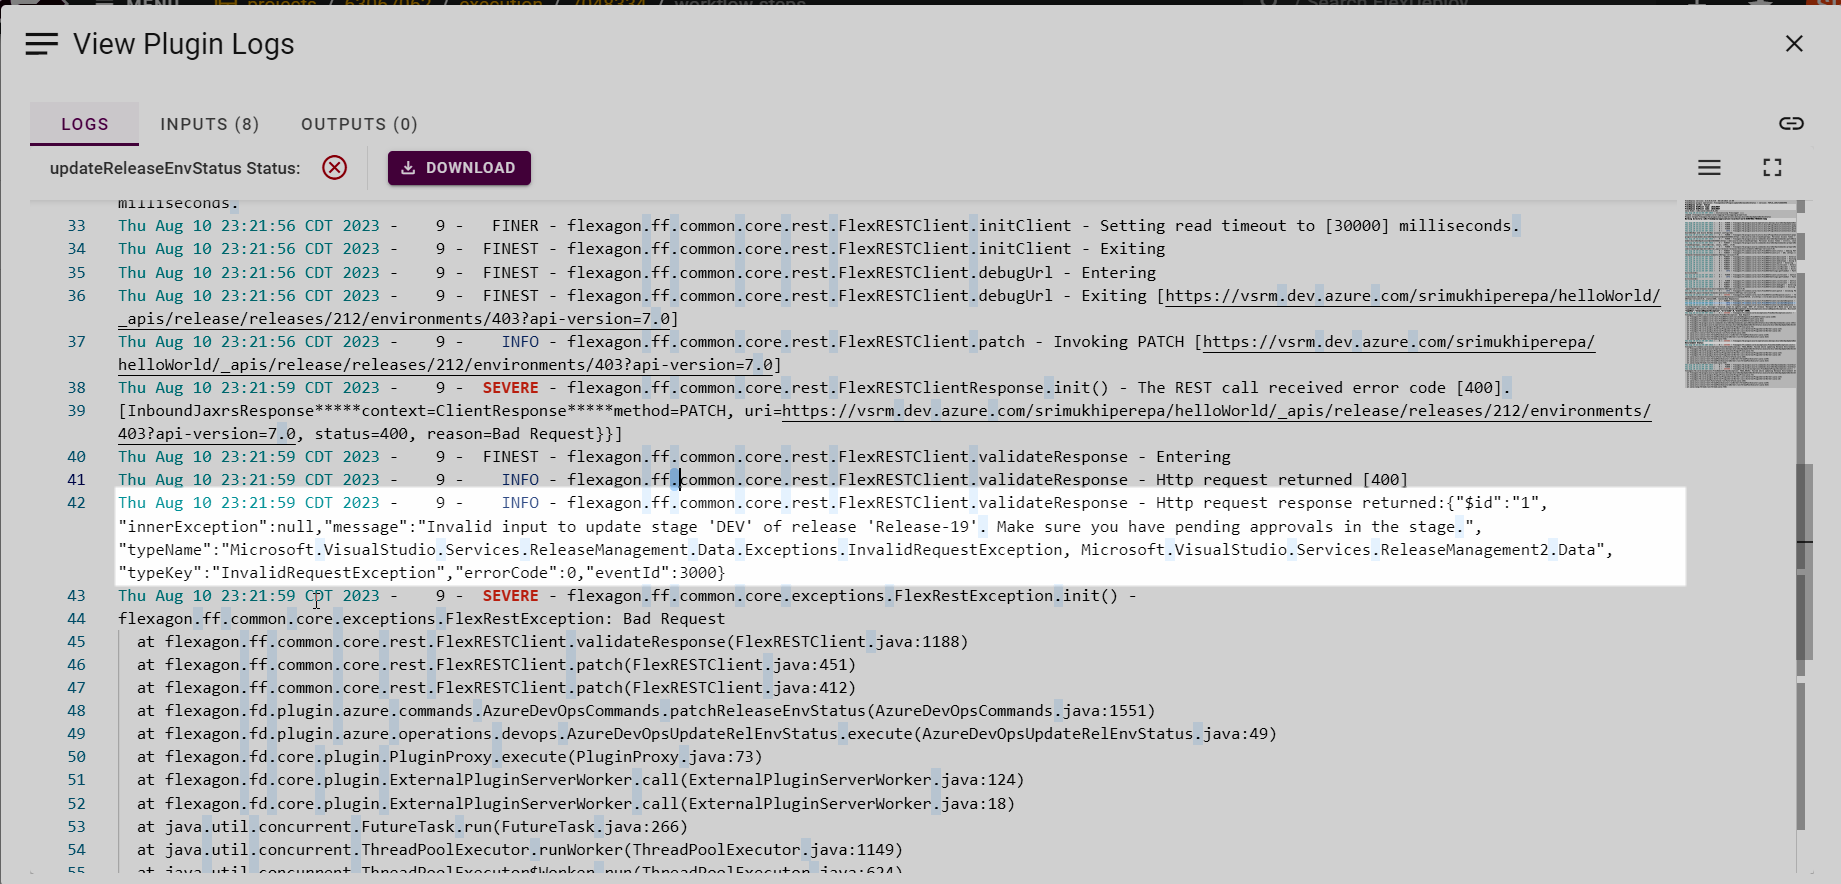 View Plugin Logs
LOGS INPUTS (8) OUTPUTS (0)
updateReleaseEnvStatus Status: DOWNLOAD
milliseconds.
33 Thu Aug 10 23:21:56 CDT 2023 - 9 - FINER - flexagon.ff.common.core.rest.FlexRESTClient.initClient - Setting read timeout to [30000] milliseconds.
34 Thu Aug 10 23:21:56 CDT 2023 - 9 - FINEST - flexagon.ff.common.core.rest.FlexRESTClient.initClient - Exiting
35 Thu Aug 10 23:21:56 CDT 2023 - 9 - FINEST - flexagon.ff.common.core.rest.FlexRESTClient.debugUrl - Entering
36 Thu Aug 10 23:21:56 CDT 2023 - 9 - FINEST - flexagon.ff.common.core.rest.FlexRESTClient.debugUrl - Exiting [https://vsrm.dev.azure.com/srimukhiperepa/helloWorld/
_apis/release/releases/212/environments/403?api-version=7.0]
37 Thu Aug 10 23:21:56 CDT 2023 - 9 - INFO - flexagon.ff.common.core.rest.FlexRESTClient.patch - Invoking PATCH [https://vsrm.dev.azure.com/srimukhiperepa/
helloWorld/_apis/release/releases/212/environments/403?api-version=7.0]
38 Thu Aug 10 23:21:59 CDT 2023 - 9 - SEVERE - flexagon.ff.common.core.rest.FlexRESTClientResponse.init() - The REST call received error code [400].
39 [InboundJaxrsResponse*****context=ClientResponse*****method=PATCH, uri=https://vsrm.dev.azure.com/srimukhiperepa/helloWorld/_apis/release/releases/212/environments/
403?api-version=7.0, status=400, reason=Bad Request}}]
40 Thu Aug 10 23:21:59 CDT 2023 - 9 - FINEST - flexagon.ff.common.core.rest.FlexRESTClient.validateResponse - Entering
41 Thu Aug 10 23:21:59 CDT 2023 - 9 - INFO - flexagon.ff.common.core.rest.FlexRESTClient.validateResponse - Http request returned [400]
42 Thu Aug 10 23:21:59 CDT 2023 - 9 - INFO - flexagon.ff.common.core.rest.FlexRESTClient.validateResponse - Http request response returned:{"$id":"1",
"innerException":null,"message":"Invalid input to update stage 'DEV' of release 'Release-19'. Make sure you have pending approvals in the stage.",
"typeName":"Microsoft.VisualStudio.Services.ReleaseManagement.Data.Exceptions.InvalidRequestException, Microsoft.VisualStudio.Services.ReleaseManagement2.Data",
"typeKey":"InvalidRequestException","errorCode":0,"eventId":3000}
43 Thu Aug 10 23:21:59 CDT 2023 - 9 - SEVERE - flexagon.ff.common.core.exceptions.FlexRestException.init() -
44 flexagon.ff.common.core.exceptions.FlexRestException: Bad Request
45 at flexagon.ff.common.core.rest.FlexRESTClient.validateResponse(FlexRESTClient.java:1188)
46 at flexagon.ff.common.core.rest.FlexRESTClient.patch(FlexRESTClient.java:451)
47 at flexagon.ff.common.core.rest.FlexRESTClient.patch(FlexRESTClient.java:412)
48 at flexagon.fd.plugin.azure.commands.AzureDevOpsCommands.patchReleaseEnvStatus(AzureDevOpsCommands.java:1551)
49 at flexagon.fd.plugin.azure.operations.devops.AzureDevOpsUpdateRelEnvStatus.execute(AzureDevOpsUpdateRelEnvStatus.java:49)
50 at flexagon.fd.core.plugin.PluginProxy.execute(PluginProxy.java:73)
51 at flexagon.fd.core.plugin.ExternalPluginServerWorker.call(ExternalPluginServerWorker.java:124)
52 at flexagon.fd.core.plugin.ExternalPluginServerWorker.call(ExternalPluginServerWorker.java:18)
53 at java.util.concurrent.FutureTask.run(FutureTask.java:266)
54 at java.util.concurrent.ThreadPoolExecutor.runWorker(ThreadPoolExecutor.java:1149)
55 at java.util.concurrent.ThreadPoolExecutor$Worker.run(ThreadPoolExecutor.java:624)